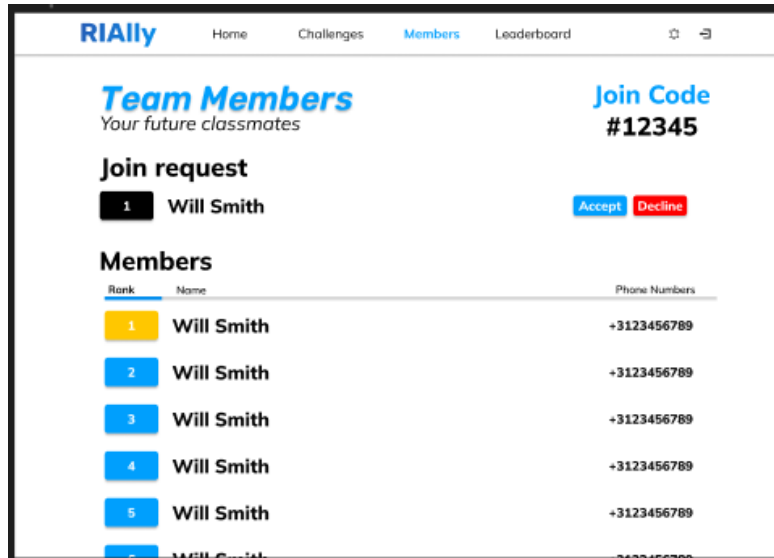 RIAlly Home Challenges Members Leaderboard
Team Members
Your future classmates
Join Code
#12345
Join request
1 Will Smith Accept Decline
Members
Rank Name Phone Numbers
1 Will Smith +3123456789
2 Will Smith +3123456789
3 Will Smith +3123456789
4 Will Smith +3123456789
5 Will Smith +3123456789
Will Smith